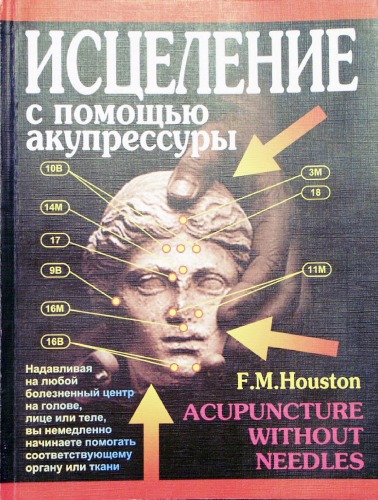 ИСЦЕЛЕНИЕ
с помощью
акупрессуры
10В
3М
18
14М
17
9В
11М
16М
16В
Надавливая
на любой
болезненный центр
на голове,
лице или теле,
вы немедленно
начинаете помогать
соответствующему
органу или ткани
F.M.Houston
ACUPUNCTURE
WITHOUT
NEEDLES